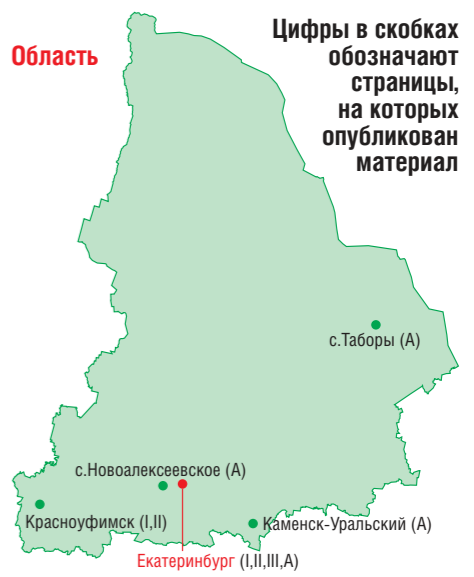 Область
Цифры в скобках
обозначают
страницы,
на которых
опубликован
материал
с.Таборы (А)
с.Новоалексеевское (А)
Красноуфимск (I,II)
Каменск-Уральский (А)
Екатеринбург (I,II,III,А)